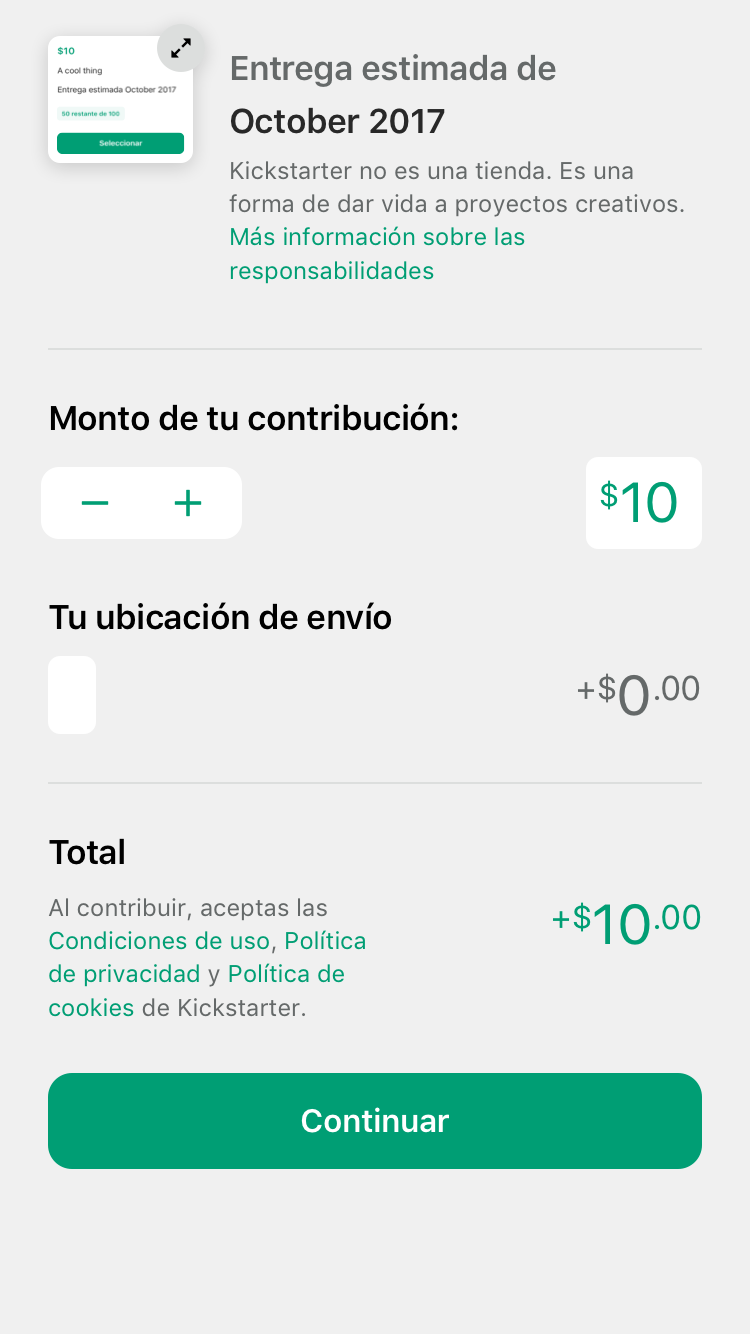 $10
A cool thing
Entrega estimada October 2017
50 restante de 100
Seleccionar
Entrega estimada de
October 2017
Kickstarter no es una tienda. Es una
forma de dar vida a proyectos creativos.
Más información sobre las
responsabilidades
Monto de tu contribución:
$10
Tu ubicación de envío
+$0.00
Total
Al contribuir, aceptas las
Condiciones de uso, Política
de privacidad y Política de
cookies de Kickstarter.
+$10.00
Continuar